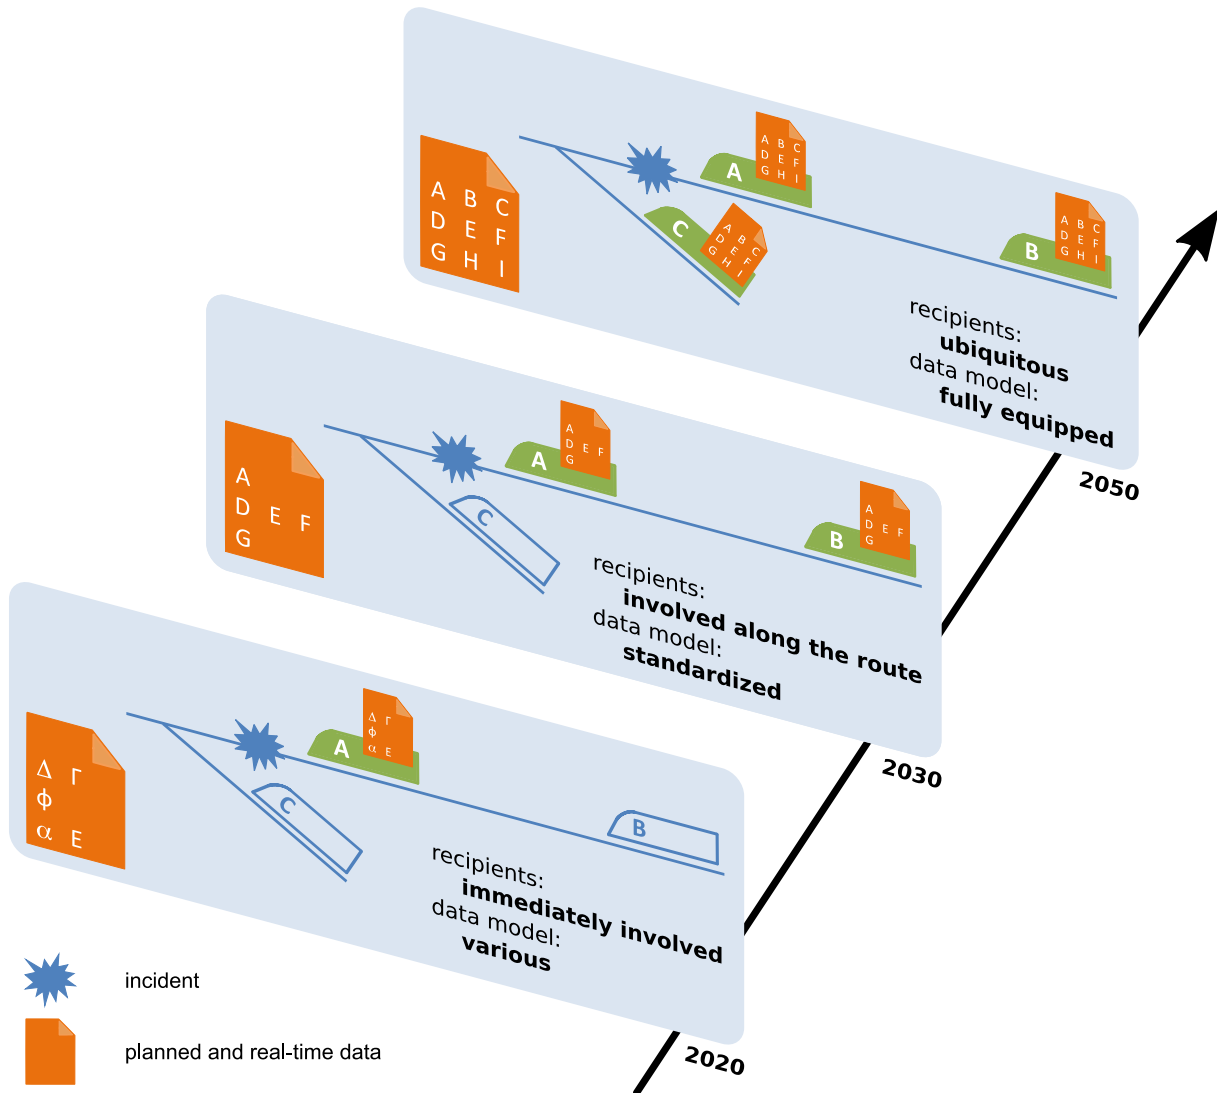 A B C
D E F
G H I
A
A B C
D E F
G H I
C
A B C
D E F
G H I
B
A B C
D E F
G H I
recipients:
ubiquitous
data model:
fully equipped
2050
A
D E F
G
A
A
D E F
G
C
B
A
D E F
G
recipients:
involved along the route
data model:
standardized
2030
Δ Γ
ϕ
α E
A
Δ Γ
ϕ
α E
C
B
recipients:
immediately involved
data model:
various
2020
incident
planned and real-time data